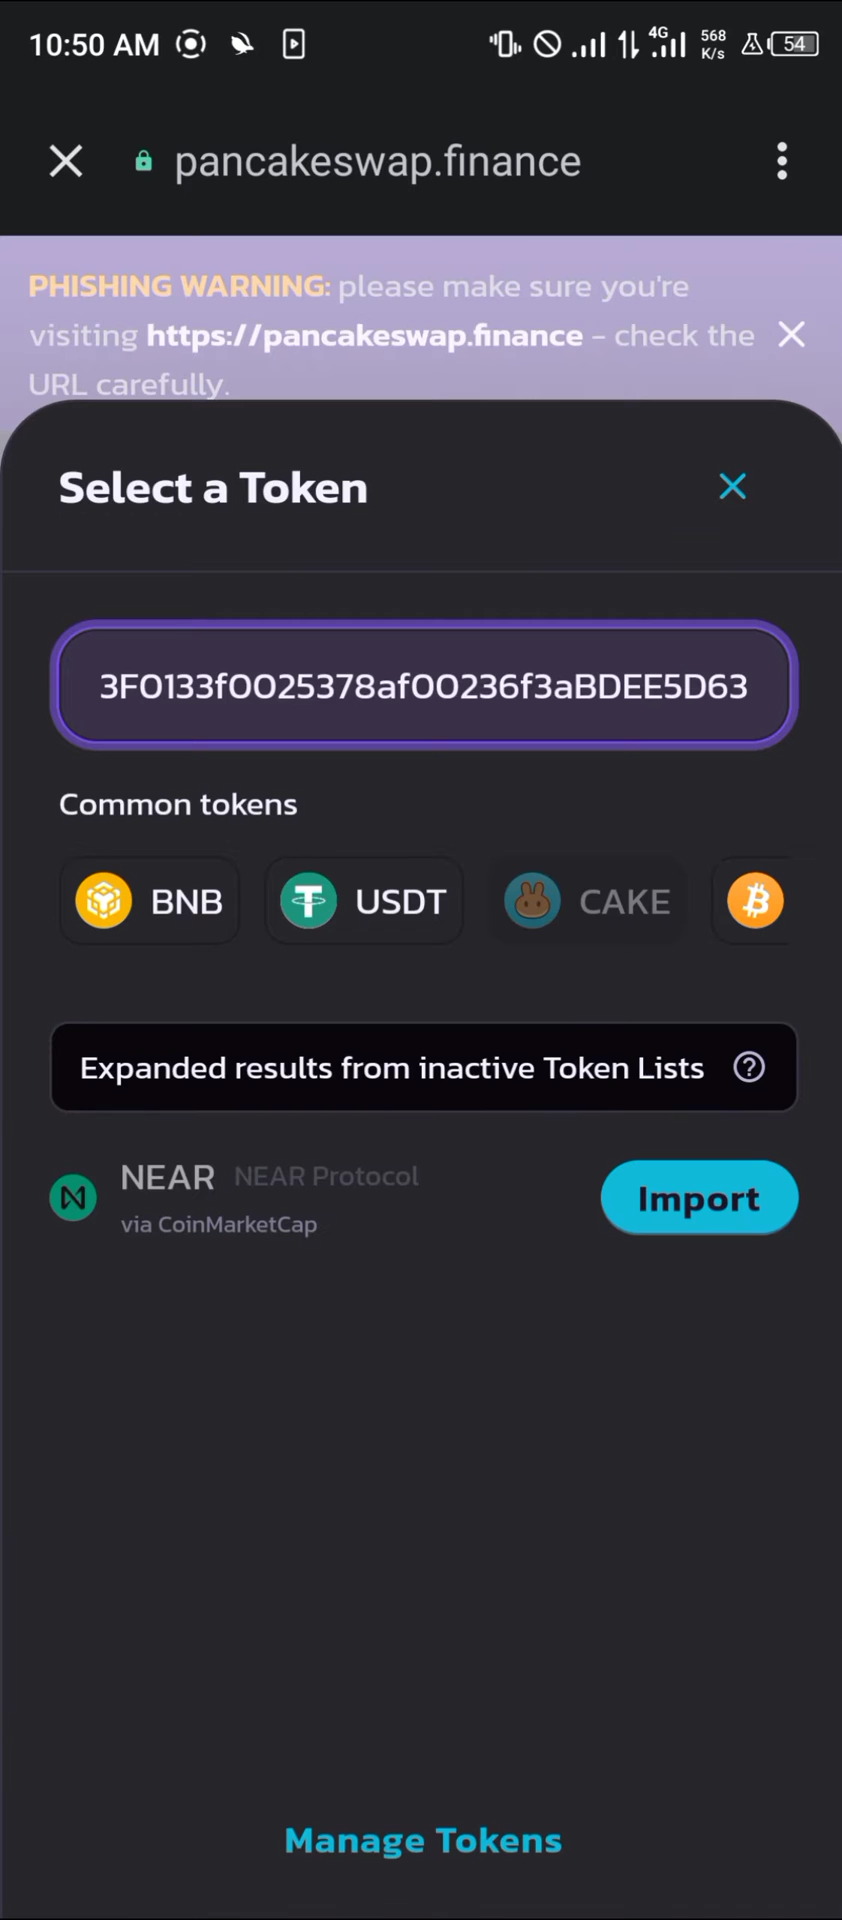 10:50 AM 4G 568 K/s 54
pancakeswap.finance
PHISHING WARNING: please make sure you're
visiting https://pancakeswap.finance - check the
URL carefully.
Select a Token
3F0133f0025378af00236f3aBDEE5D63
Common tokens
BNB USDT CAKE
Expanded results from inactive Token Lists
NEAR NEAR Protocol
via CoinMarketCap
Import
Manage Tokens